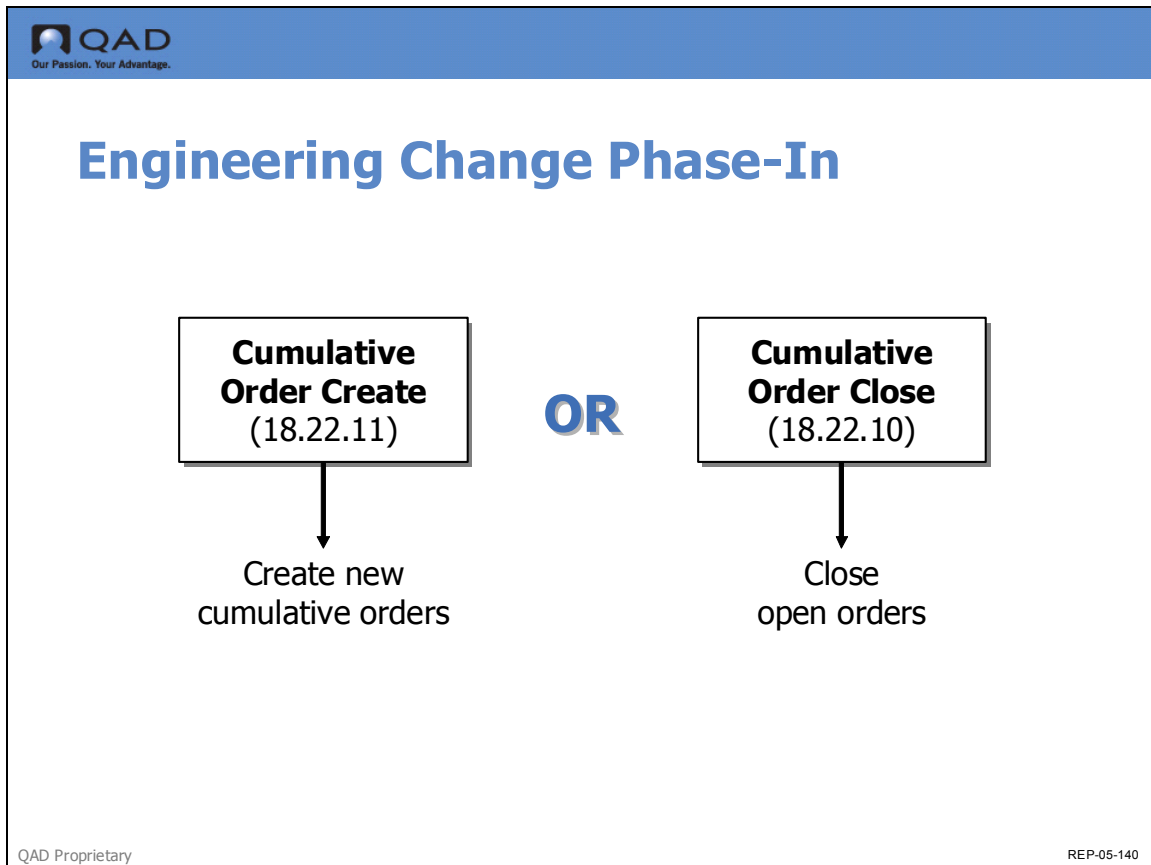 QAD
Our Passion. Your Advantage.
Engineering Change Phase-In
Cumulative
Order Create
(18.22.11)
OR
Cumulative
Order Close
(18.22.10)
Create new
cumulative orders
Close
open orders
QAD Proprietary
REP-05-140